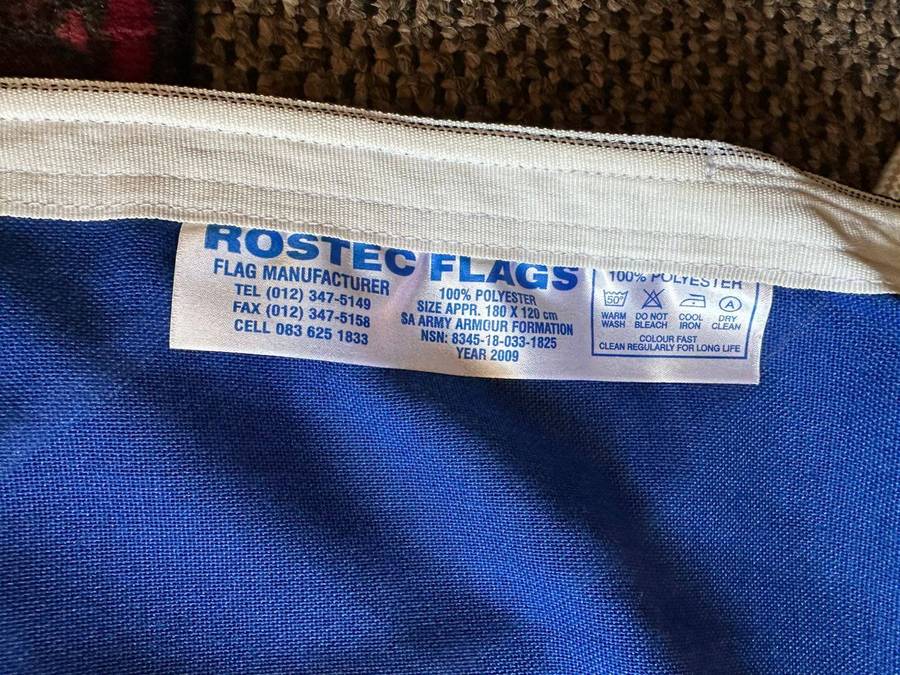 ROSTEC FLAGS
FLAG MANUFACTURER
TEL (012) 347-5149
FAX (012) 347-5158
CELL 083 625 1833
100% POLYESTER
SIZE APPR. 180 X 120 cm
SA ARMY ARMOUR FORMATION
NSN: 8345-18-033-1825
YEAR 2009
100% POLYESTER
50°
A
WARM WASH
DO NOT BLEACH
COOL IRON
DRY CLEAN
COLOUR FAST
CLEAN REGULARLY FOR LONG LIFE